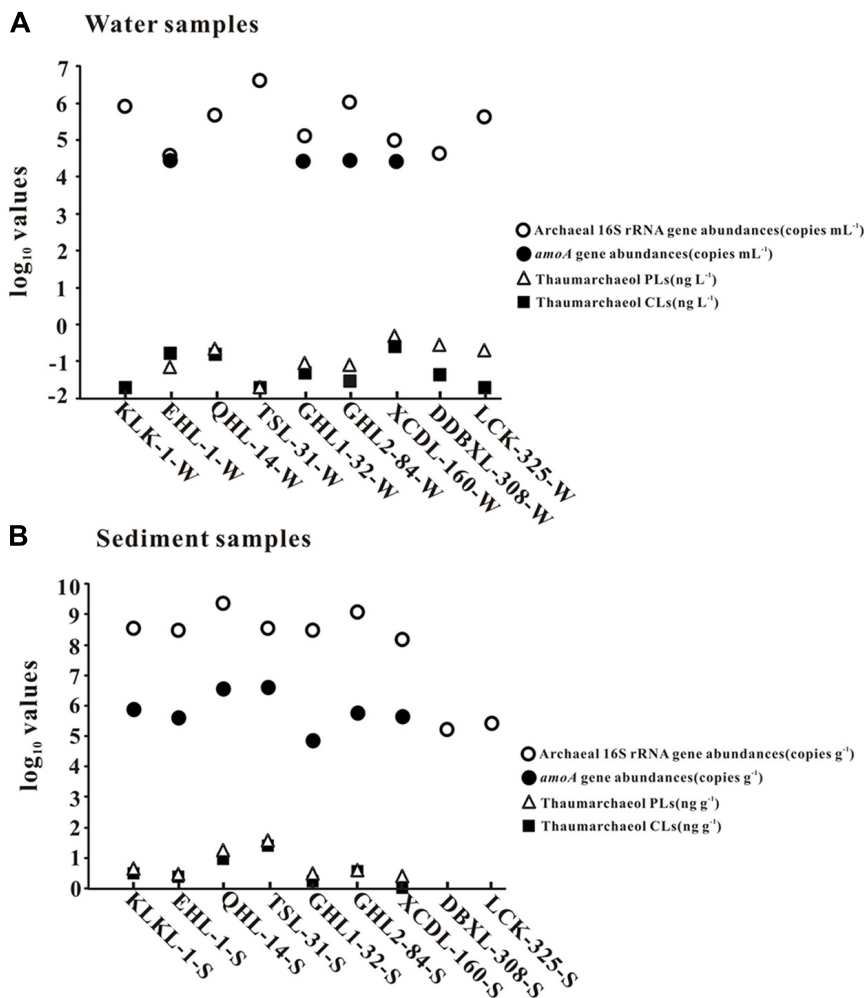 A
Water samples
7
6
5
4
3
2
1
0
-1
-2
log10 values
KLK-1-W
EHL-1-W
QHL-14-W
TSL-31-W
GHL1-32-W
GHL2-84-W
XCDL-160-W
DDBXL-308-W
LCK-325-W
Archaeal 16S rRNA gene abundances(copies mL-1)
amoA gene abundances(copies mL-1)
Thaumarchaeol PLs(ng L-1)
Thaumarchaeol CLs(ng L-1)
B
Sediment samples
10
9
8
7
6
5
4
3
2
1
0
log10 values
KLKL-1-S
EHL-1-S
QHL-14-S
TSL-31-S
GHL1-32-S
GHL2-84-S
XCDL-160-S
DBXL-308-S
LCK-325-S
Archaeal 16S rRNA gene abundances(copies g-1)
amoA gene abundances(copies g-1)
Thaumarchaeol PLs(ng g-1)
Thaumarchaeol CLs(ng g-1)